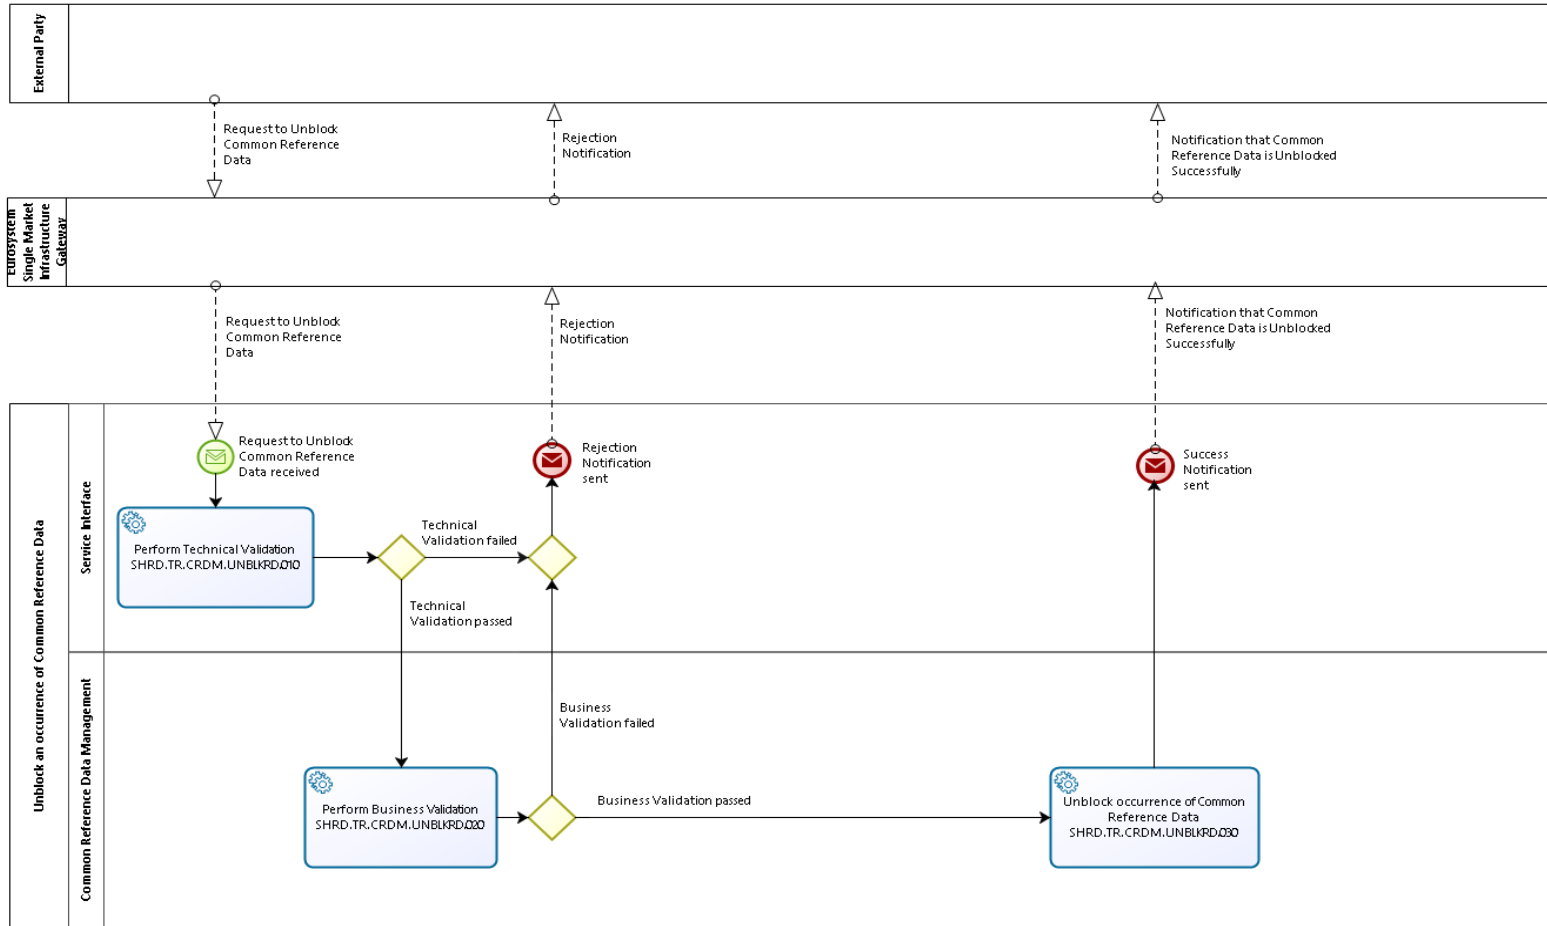 External Party
Request to Unblock
Common Reference
Data
Rejection
Notification
Notification that Common
Reference Data is Unblocked
Successfully
Eurosystem
Single Market
Infrastructure
Gateway
Request to Unblock
Common Reference
Data
Rejection
Notification
Notification that Common
Reference Data is Unblocked
Successfully
Unblock an occurrence of Common Reference Data
Service Interface
Request to Unblock
Common Reference
Data received
Rejection
Notification
sent
Success
Notification
sent
Perform Technical Validation
SHRD.TR.CRDM.UNBLKRD.010
Technical
Validation failed
Technical
Validation passed
Common Reference Data Management
Business
Validation failed
Perform Business Validation
SHRD.TR.CRDM.UNBLKRD.020
Business Validation passed
Unblock occurrence of Common
Reference Data
SHRD.TR.CRDM.UNBLKRD.030